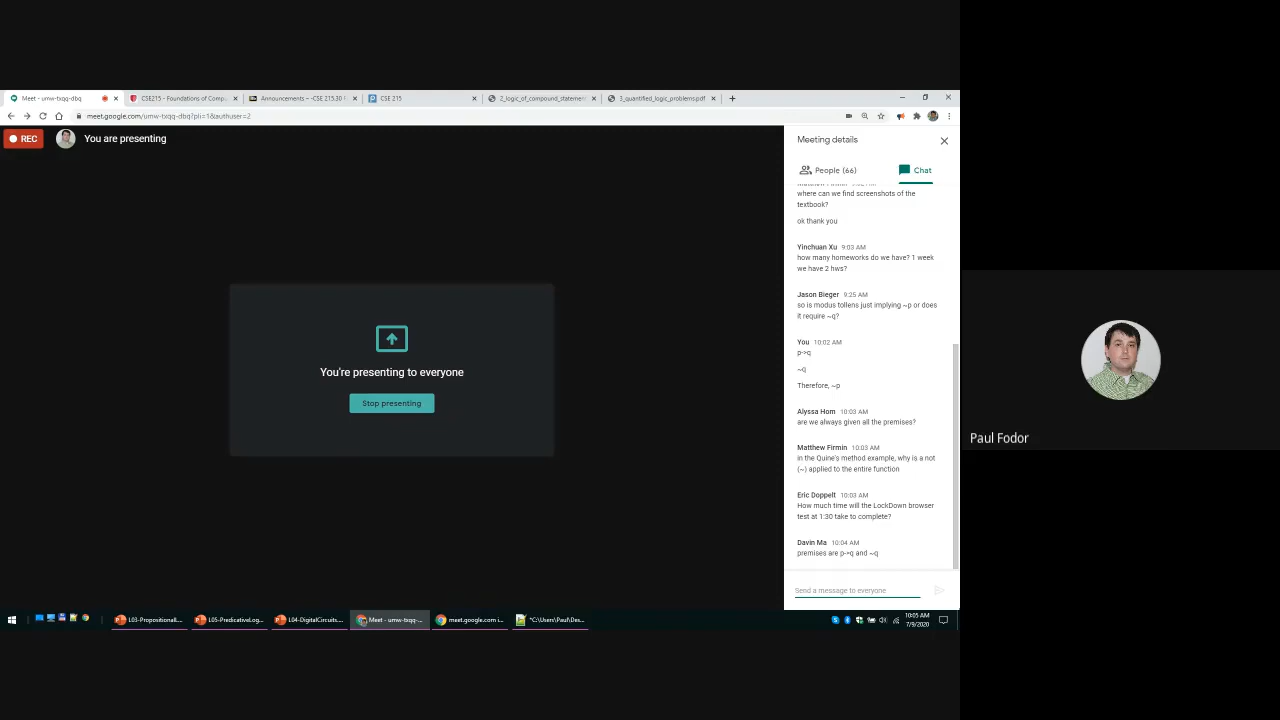 Meet - umw-txqq-dbq
CSE215 - Foundations of Comp
Announcements – -CSE 215.30
CSE 215
2_logic_of_compound_statement
3_quantified_logic_problems.pdf
meet.google.com/umw-txqq-dbq?pli=1&authuser=2
REC
You are presenting
Meeting details
People (66)
Chat
where can we find screenshots of the
textbook?
ok thank you
Yinchuan Xu 9:03 AM
how many homeworks do we have? 1 week
we have 2 hws?
Jason Bieger 9:25 AM
so is modus tollens just implying ~p or does
it require ~q?
You 10:02 AM
p->q
~q
Therefore, ~p
Alyssa Hom 10:03 AM
are we always given all the premises?
Matthew Firmin 10:03 AM
in the Quine's method example, why is a not
(~) applied to the entire function
Eric Doppelt 10:03 AM
How much time will the LockDown browser
test at 1:30 take to complete?
Davin Ma 10:04 AM
premises are p->q and ~q
Send a message to everyone
You're presenting to everyone
Stop presenting
Paul Fodor
L03-Propositionall...
L05-PredicativeLog...
L04-DigitalCircuits....
Meet - umw-txqq-...
meet.google.com i...
*C:\Users\Paul\Des...
10:05 AM
7/9/2020